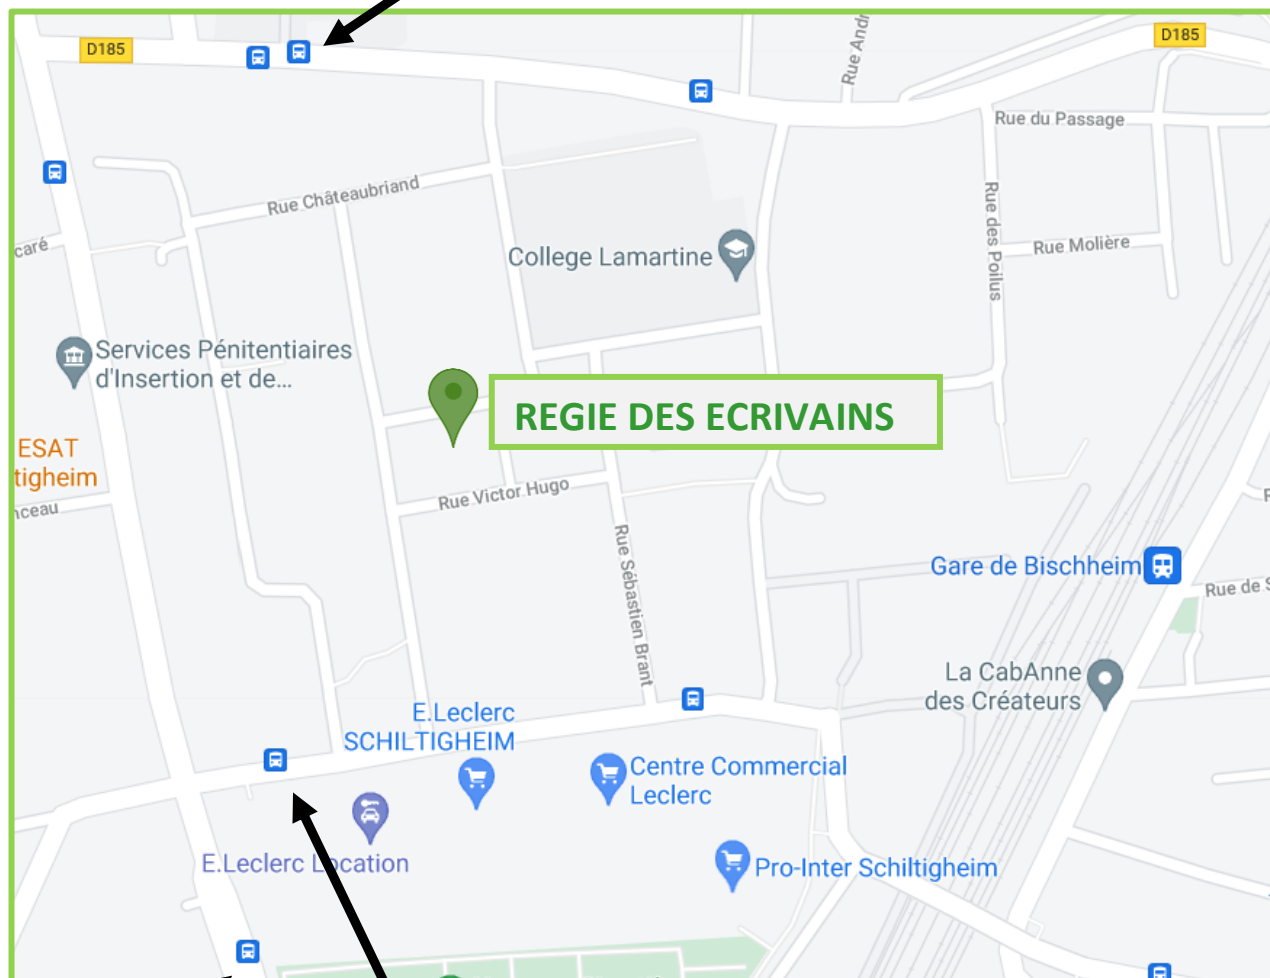 D185
D185
Rue André
Rue du Passage
Rue Châteaubriand
Rue des Poilus
caré
College Lamartine
Rue Molière
Services Pénitentiaires
d'Insertion et de...
REGIE DES ECRIVAINS
ESAT
tigheim
nceau
Rue Victor Hugo
Rue Sébastien Brant
Gare de Bischheim
Rue de S
La CabAnne
des Créateurs
E.Leclerc
SCHILTIGHEIM
Centre Commercial
Leclerc
E.Leclerc Location
Pro-Inter Schiltigheim